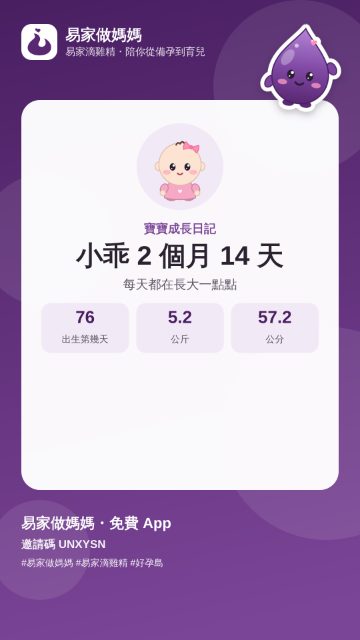 易家做媽媽
易家滴雞精・陪你從備孕到育兒
寶寶成長日記
小乖 2 個月 14 天
每天都在長大一點點
76
出生第幾天
5.2
公斤
57.2
公分
易家做媽媽・免費 App
邀請碼 UNXYSN
#易家做媽媽 #易家滴雞精 #好孕島